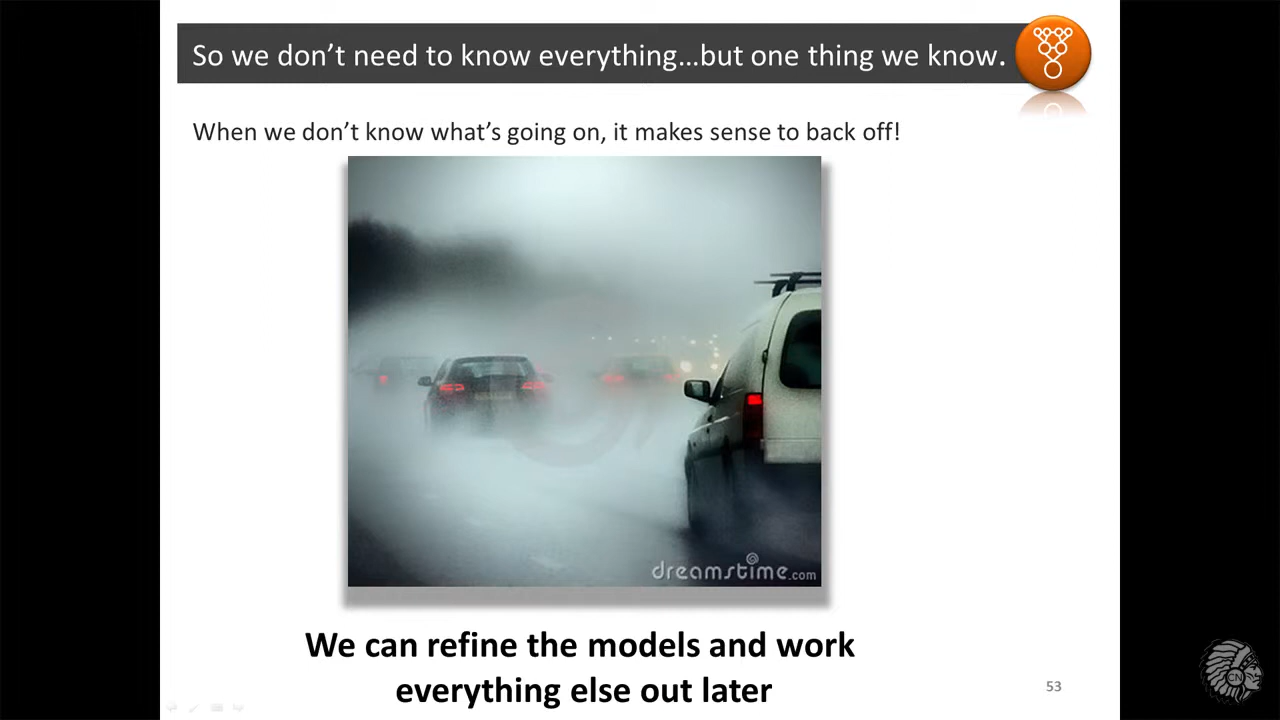 So we don’t need to know everything…but one thing we know.
When we don’t know what’s going on, it makes sense to back off!
dreamstime.com
We can refine the models and work
everything else out later
53
CN